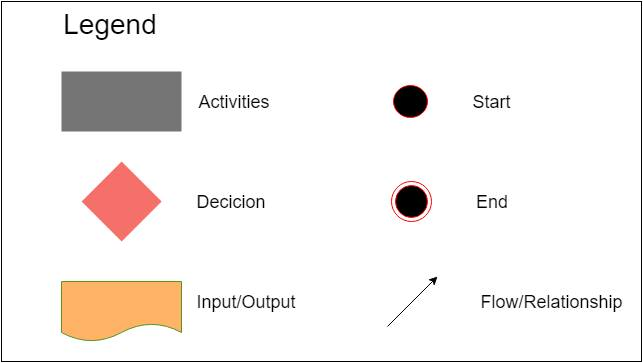 Legend
Activities
Start
Decicion
End
Input/Output
Flow/Relationship